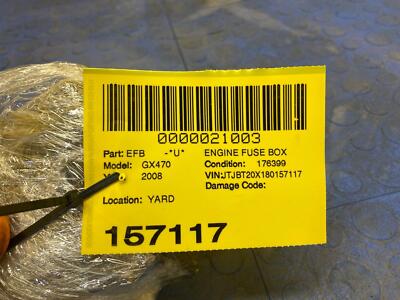 0000021003
Part: EFB -*U* ENGINE FUSE BOX
Model: GX470 Condition: 176399
2008 VIN:JTJBT20X180157117
Damage Code:
Location: YARD
157117